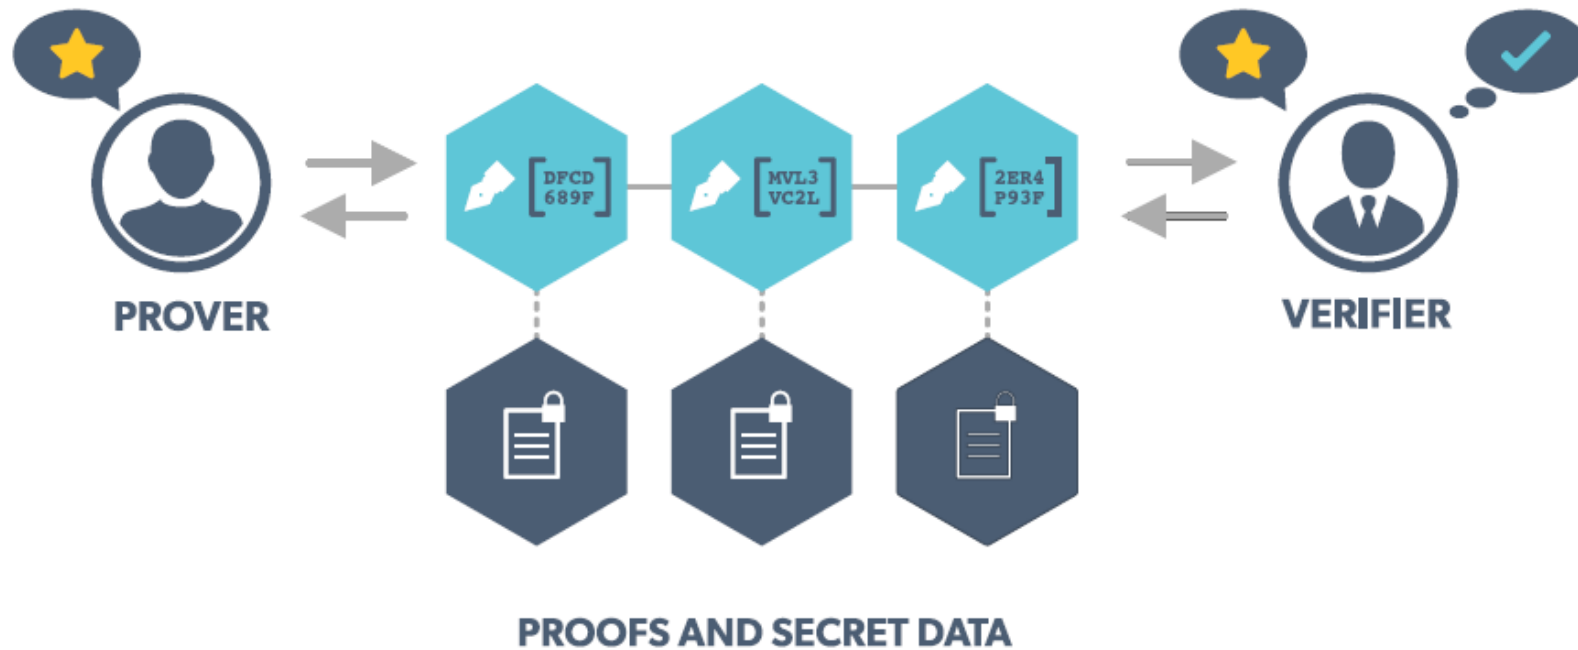 DFCD
689F
MVL3
VC2L
2ER4
P93F
PROVER
VERIFIER
PROOFS AND SECRET DATA